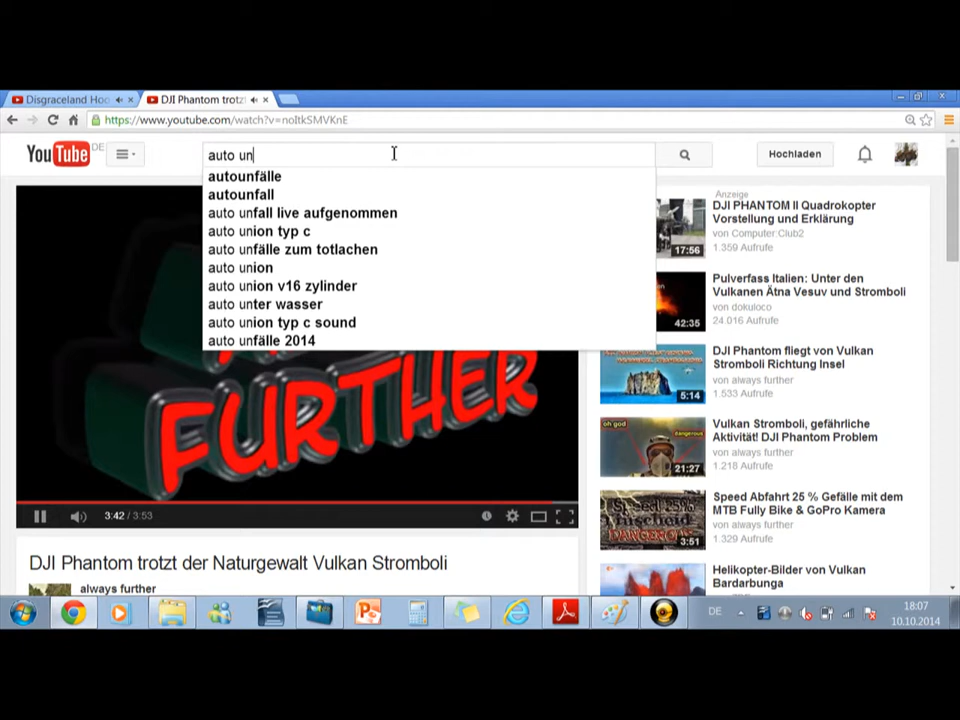 Disgraceland Hoo
DJI Phantom trotzt
https://www.youtube.com/watch?v=noItkSMVKnE
YouTube DE
auto un
Hochladen
autounfälle
autounfall
auto unfall live aufgenommen
auto union typ c
auto unfälle zum totlachen
auto union
auto union v16 zylinder
auto unter wasser
auto union typ c sound
auto unfälle 2014
FURTHER
3:42 / 3:53
DJI Phantom trotzt der Naturgewalt Vulkan Stromboli
always further
Anzeige
DJI PHANTOM II Quadrokopter
Vorstellung und Erklärung
von Computer:Club2
1.359 Aufrufe
17:56
Pulverfass Italien: Unter den
Vulkanen Ätna Vesuv und Stromboli
von dokuloco
24 016 Aufrufe
42:35
DJI Phantom fliegt von Vulkan
Stromboli Richtung Insel
von always further
1.533 Aufrufe
5:14
Vulkan Stromboli, gefährliche
Aktivität! DJI Phantom Problem
von always further
1.218 Aufrufe
oh god
dangerous
21:27
Speed Abfahrt 25 % Gefälle mit dem
MTB Fully Bike & GoPro Kamera
von always further
1.329 Aufrufe
Speed 25%
DANGEROUS
3:51
Helikopter-Bilder von Vulkan
Bardarbunga
DE
18:07
10.10.2014